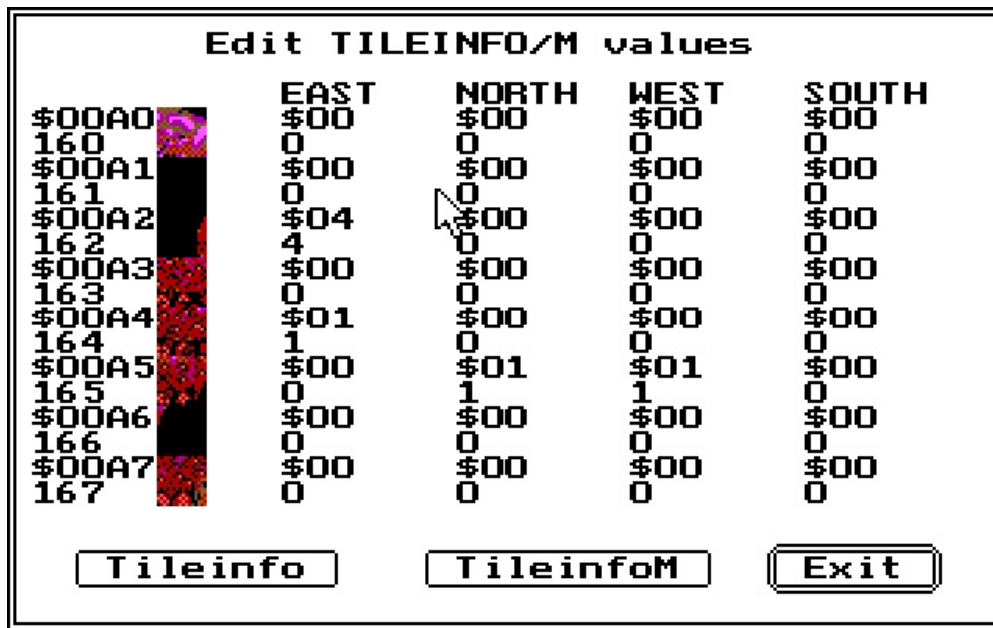 Edit TILEINFO/M values
EAST NORTH WEST SOUTH
$00A0 $00 $00 $00 $00
160 0 0 0 0
$00A1 $00 $00 $00 $00
161 0 0 0 0
$00A2 $04 $00 $00 $00
162 4 0 0 0
$00A3 $00 $00 $00 $00
163 0 0 0 0
$00A4 $01 $00 $00 $00
164 1 0 0 0
$00A5 $00 $01 $01 $00
165 0 1 1 0
$00A6 $00 $00 $00 $00
166 0 0 0 0
$00A7 $00 $00 $00 $00
167 0 0 0 0
Tileinfo TileinfoM Exit